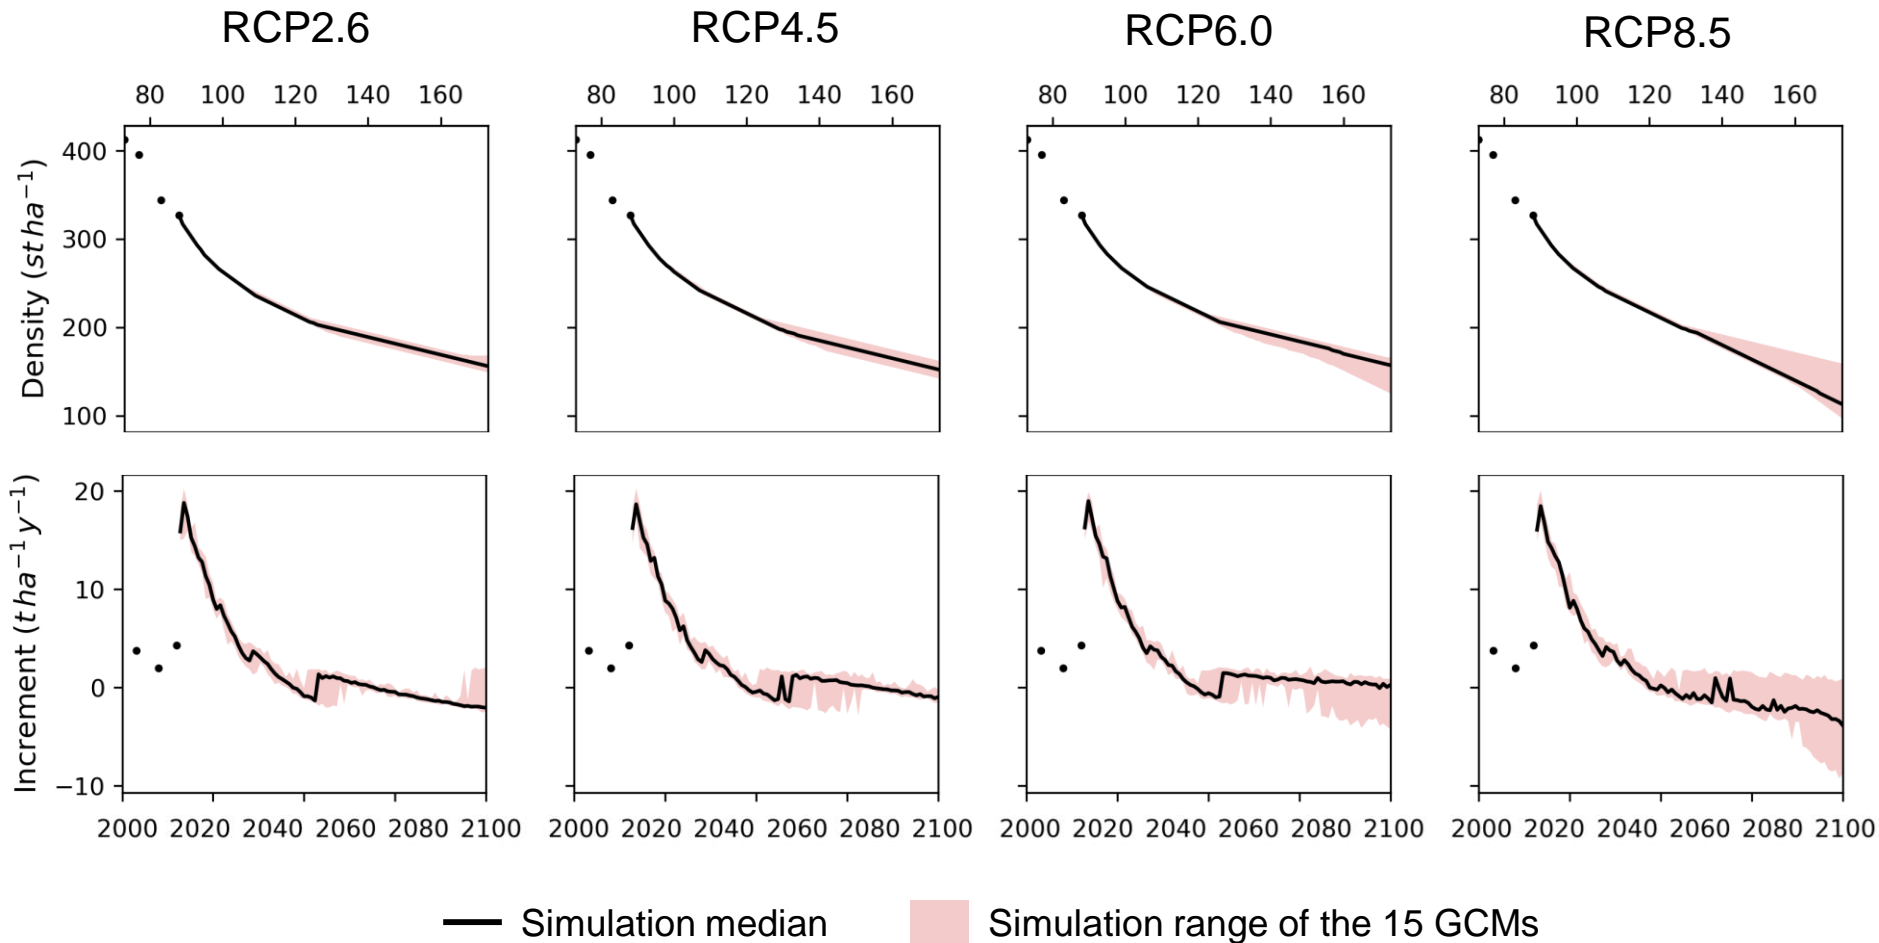 RCP2.6 RCP4.5 RCP6.0 RCP8.5
80 100 120 140 160 80 100 120 140 160 80 100 120 140 160 80 100 120 140 160
Density (st ha⁻¹)
400
300
200
100
Increment (t ha⁻¹ y⁻¹)
20
10
0
−10
2000 2020 2040 2060 2080 2100 2000 2020 2040 2060 2080 2100 2000 2020 2040 2060 2080 2100 2000 2020 2040 2060 2080 2100
Simulation median Simulation range of the 15 GCMs